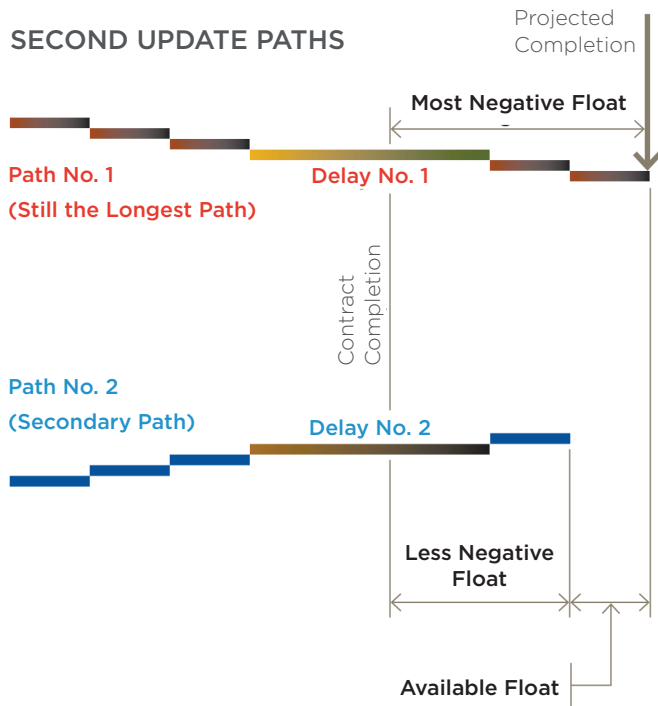 SECOND UPDATE PATHS
Projected
Completion
Most Negative Float
Path No. 1
(Still the Longest Path)
Delay No. 1
Contract
Completion
Path No. 2
(Secondary Path)
Delay No. 2
Less Negative
Float
Available Float